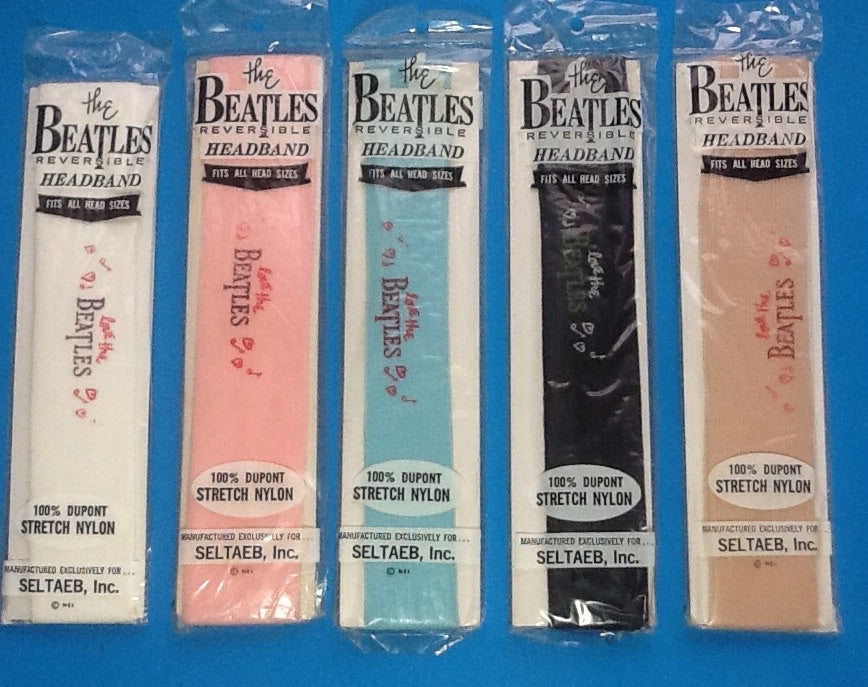 the
BEATLES
REVERSIBLE
HEADBAND
FITS ALL HEAD SIZES
love the
BEATLES
100% DUPONT
STRETCH NYLON
MANUFACTURED EXCLUSIVELY FOR...
SELTAEB, Inc.
the
BEATLES
REVERSIBLE
HEADBAND
FITS ALL HEAD SIZES
love the
BEATLES
100% DUPONT
STRETCH NYLON
MANUFACTURED EXCLUSIVELY FOR...
SELTAEB, Inc.
the
BEATLES
REVERSIBLE
HEADBAND
FITS ALL HEAD SIZES
love the
BEATLES
100% DUPONT
STRETCH NYLON
MANUFACTURED EXCLUSIVELY FOR...
SELTAEB, Inc.
the
BEATLES
REVERSIBLE
HEADBAND
FITS ALL HEAD SIZES
love the
BEATLES
100% DUPONT
STRETCH NYLON
MANUFACTURED EXCLUSIVELY FOR...
SELTAEB, Inc.
the
BEATLES
REVERSIBLE
HEADBAND
FITS ALL HEAD SIZES
love the
BEATLES
100% DUPONT
STRETCH NYLON
MANUFACTURED EXCLUSIVELY FOR...
SELTAEB, Inc.